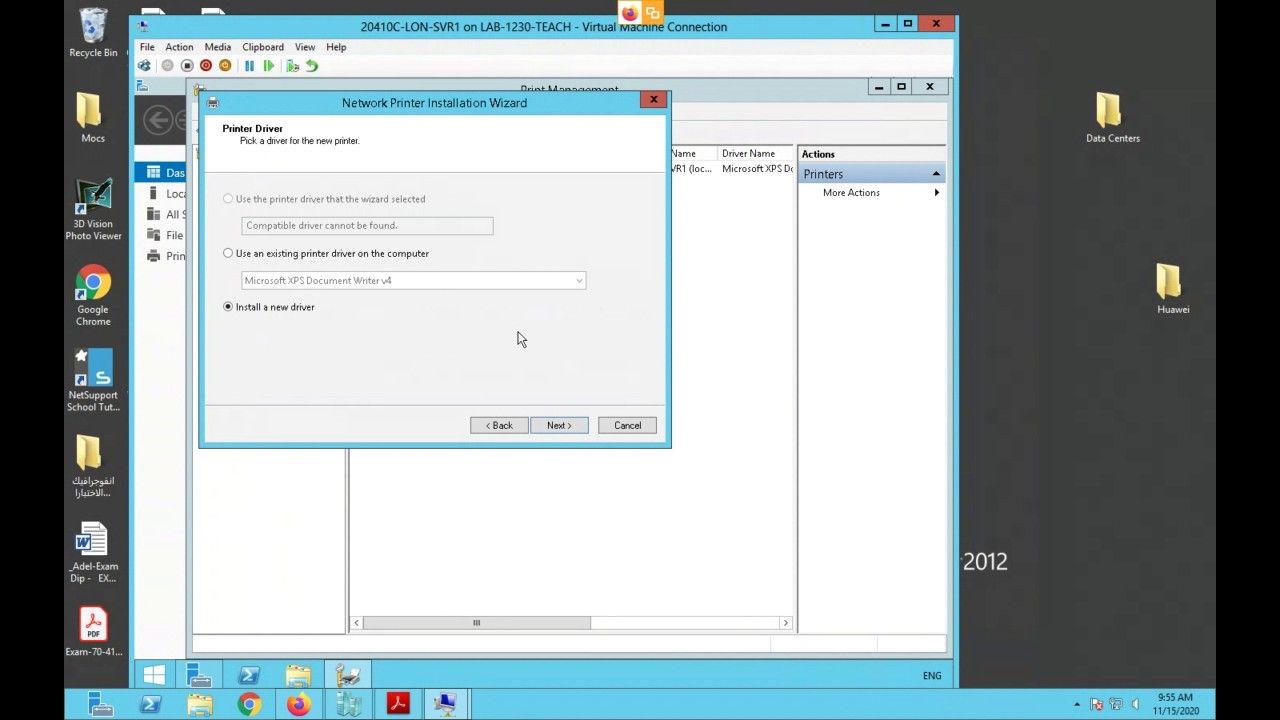 20410C-LON-SVR1 on LAB-1230-TEACH - Virtual Machine Connection
File Action Media Clipboard View Help
Recycle Bin
Mocs
3D Vision
Photo Viewer
Google
Chrome
NetSupport
School Tut...
انفوجرافيك
الاختبارا...
_Adel-Exam
Dip - EX...
PDF
Exam-70-41...
Print Management
Das
Loca
All S
File
Prin
Network Printer Installation Wizard
Printer Driver
Pick a driver for the new printer.
Use the printer driver that the wizard selected
Compatible driver cannot be found.
Use an existing printer driver on the computer
Microsoft XPS Document Writer v4
Install a new driver
< Back
Next >
Cancel
Name
Driver Name
VR1 (loc...
Microsoft XPS Do
Actions
Printers
More Actions
Data Centers
Huawei
2012
ENG
9:55 AM
11/15/2020